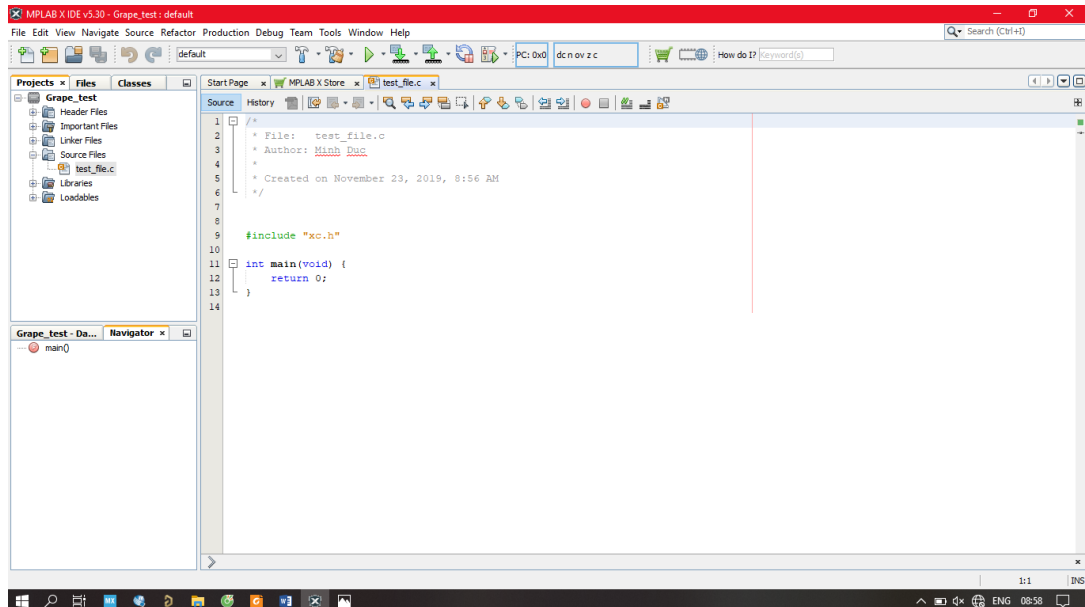 MPLAB X IDE v5.30 - Grape_test : default
File Edit View Navigate Source Refactor Production Debug Team Tools Window Help
Search (Ctrl+I)
default
PC: 0x0
dc n ov z c
How do I?
Keyword(s)
Projects
Files
Classes
Grape_test
Header Files
Important Files
Linker Files
Source Files
test_file.c
Libraries
Loadables
Start Page
MPLAB X Store
test_file.c
Source
History
1 /*
2 * File: test_file.c
3 * Author: Minh Duc
4 *
5 * Created on November 23, 2019, 8:56 AM
6 */
7
8
9 #include "xc.h"
10
11 int main(void) {
12 return 0;
13 }
14
Grape_test - Da...
Navigator
main()
1:1
INS
ENG
08:58